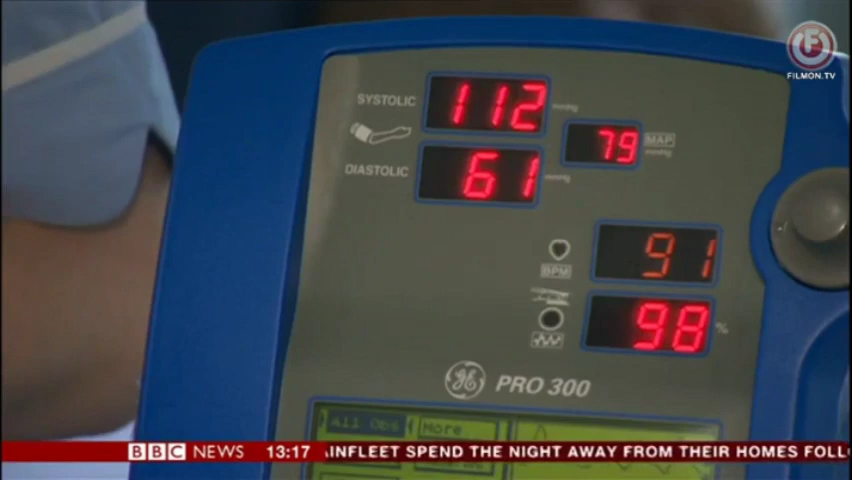 FILMON.TV
SYSTOLIC
112
mmHg
79
MAP
mmHg
DIASTOLIC
61
mmHg
91
BPM
98
%
GE PRO 300
All Obs
More
BBC NEWS 13:17 AINFLEET SPEND THE NIGHT AWAY FROM THEIR HOMES FOLL